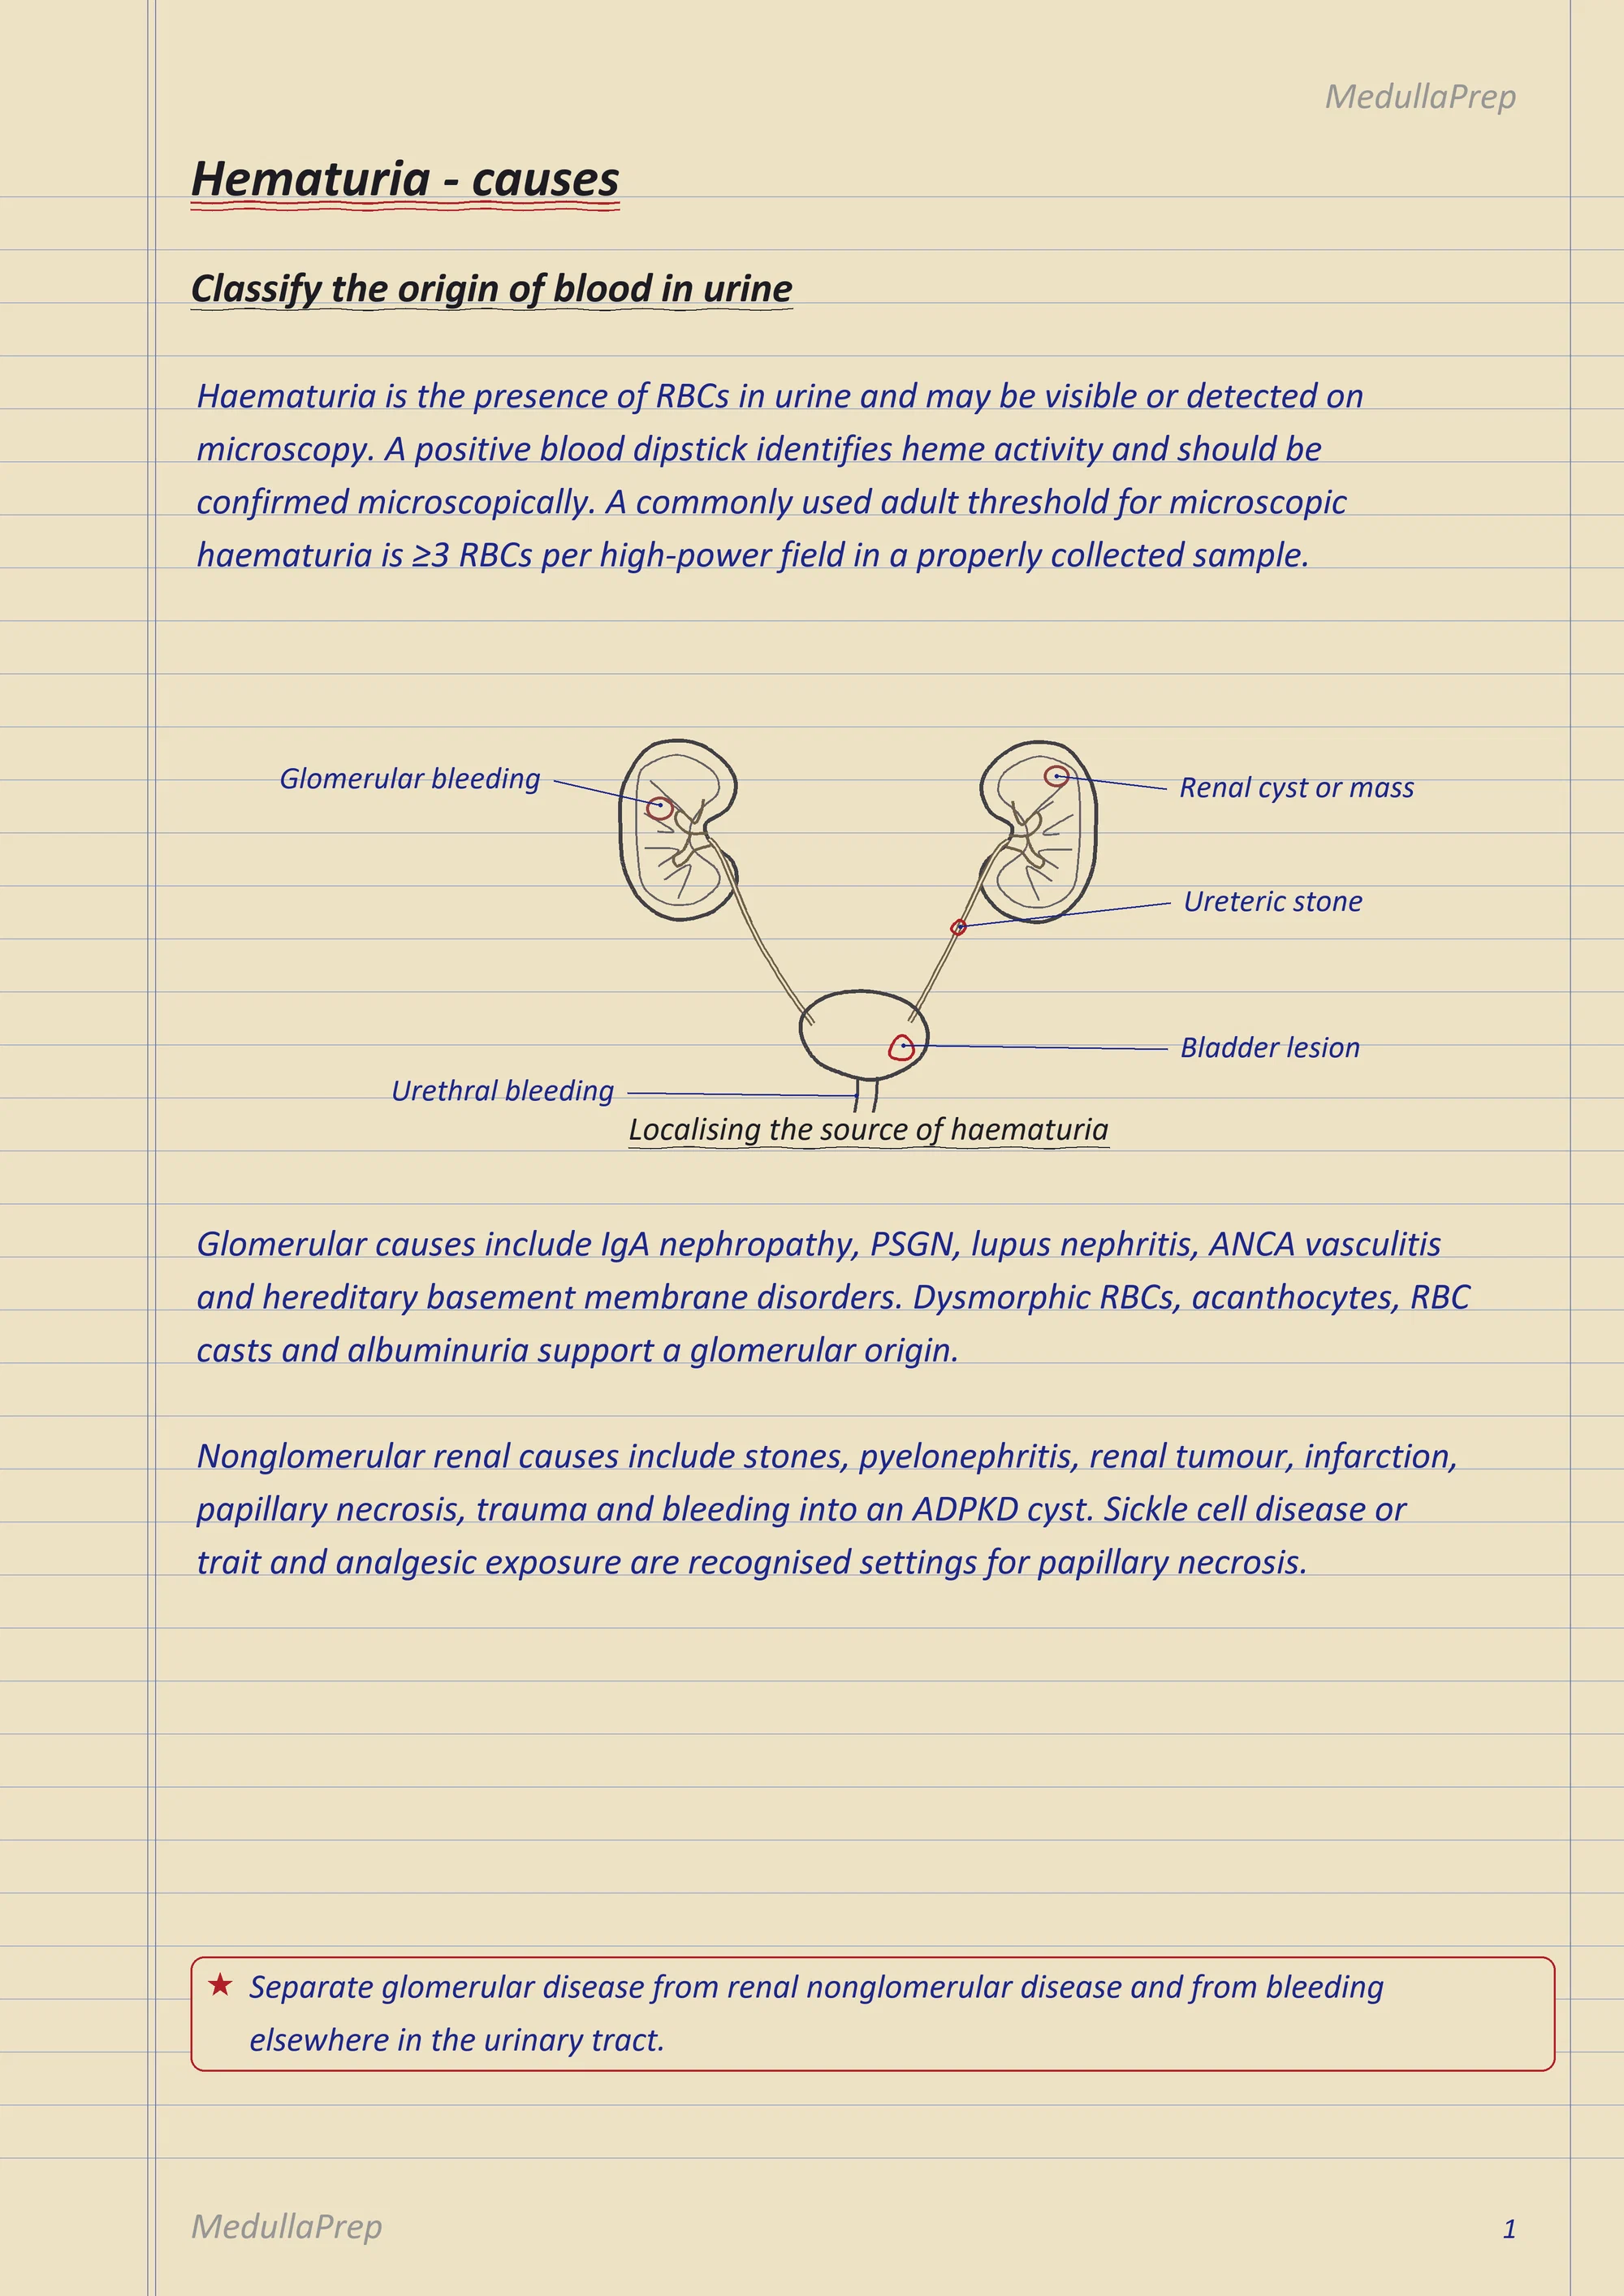 MedullaPrep
Hematuria - causes
Classify the origin of blood in urine
Haematuria is the presence of RBCs in urine and may be visible or detected on
microscopy. A positive blood dipstick identifies heme activity and should be
confirmed microscopically. A commonly used adult threshold for microscopic
haematuria is ≥3 RBCs per high-power field in a properly collected sample.
Glomerular bleeding
Renal cyst or mass
Ureteric stone
Bladder lesion
Urethral bleeding
Localising the source of haematuria
Glomerular causes include IgA nephropathy, PSGN, lupus nephritis, ANCA vasculitis
and hereditary basement membrane disorders. Dysmorphic RBCs, acanthocytes, RBC
casts and albuminuria support a glomerular origin.
Nonglomerular renal causes include stones, pyelonephritis, renal tumour, infarction,
papillary necrosis, trauma and bleeding into an ADPKD cyst. Sickle cell disease or
trait and analgesic exposure are recognised settings for papillary necrosis.
★ Separate glomerular disease from renal nonglomerular disease and from bleeding
elsewhere in the urinary tract.
MedullaPrep
1